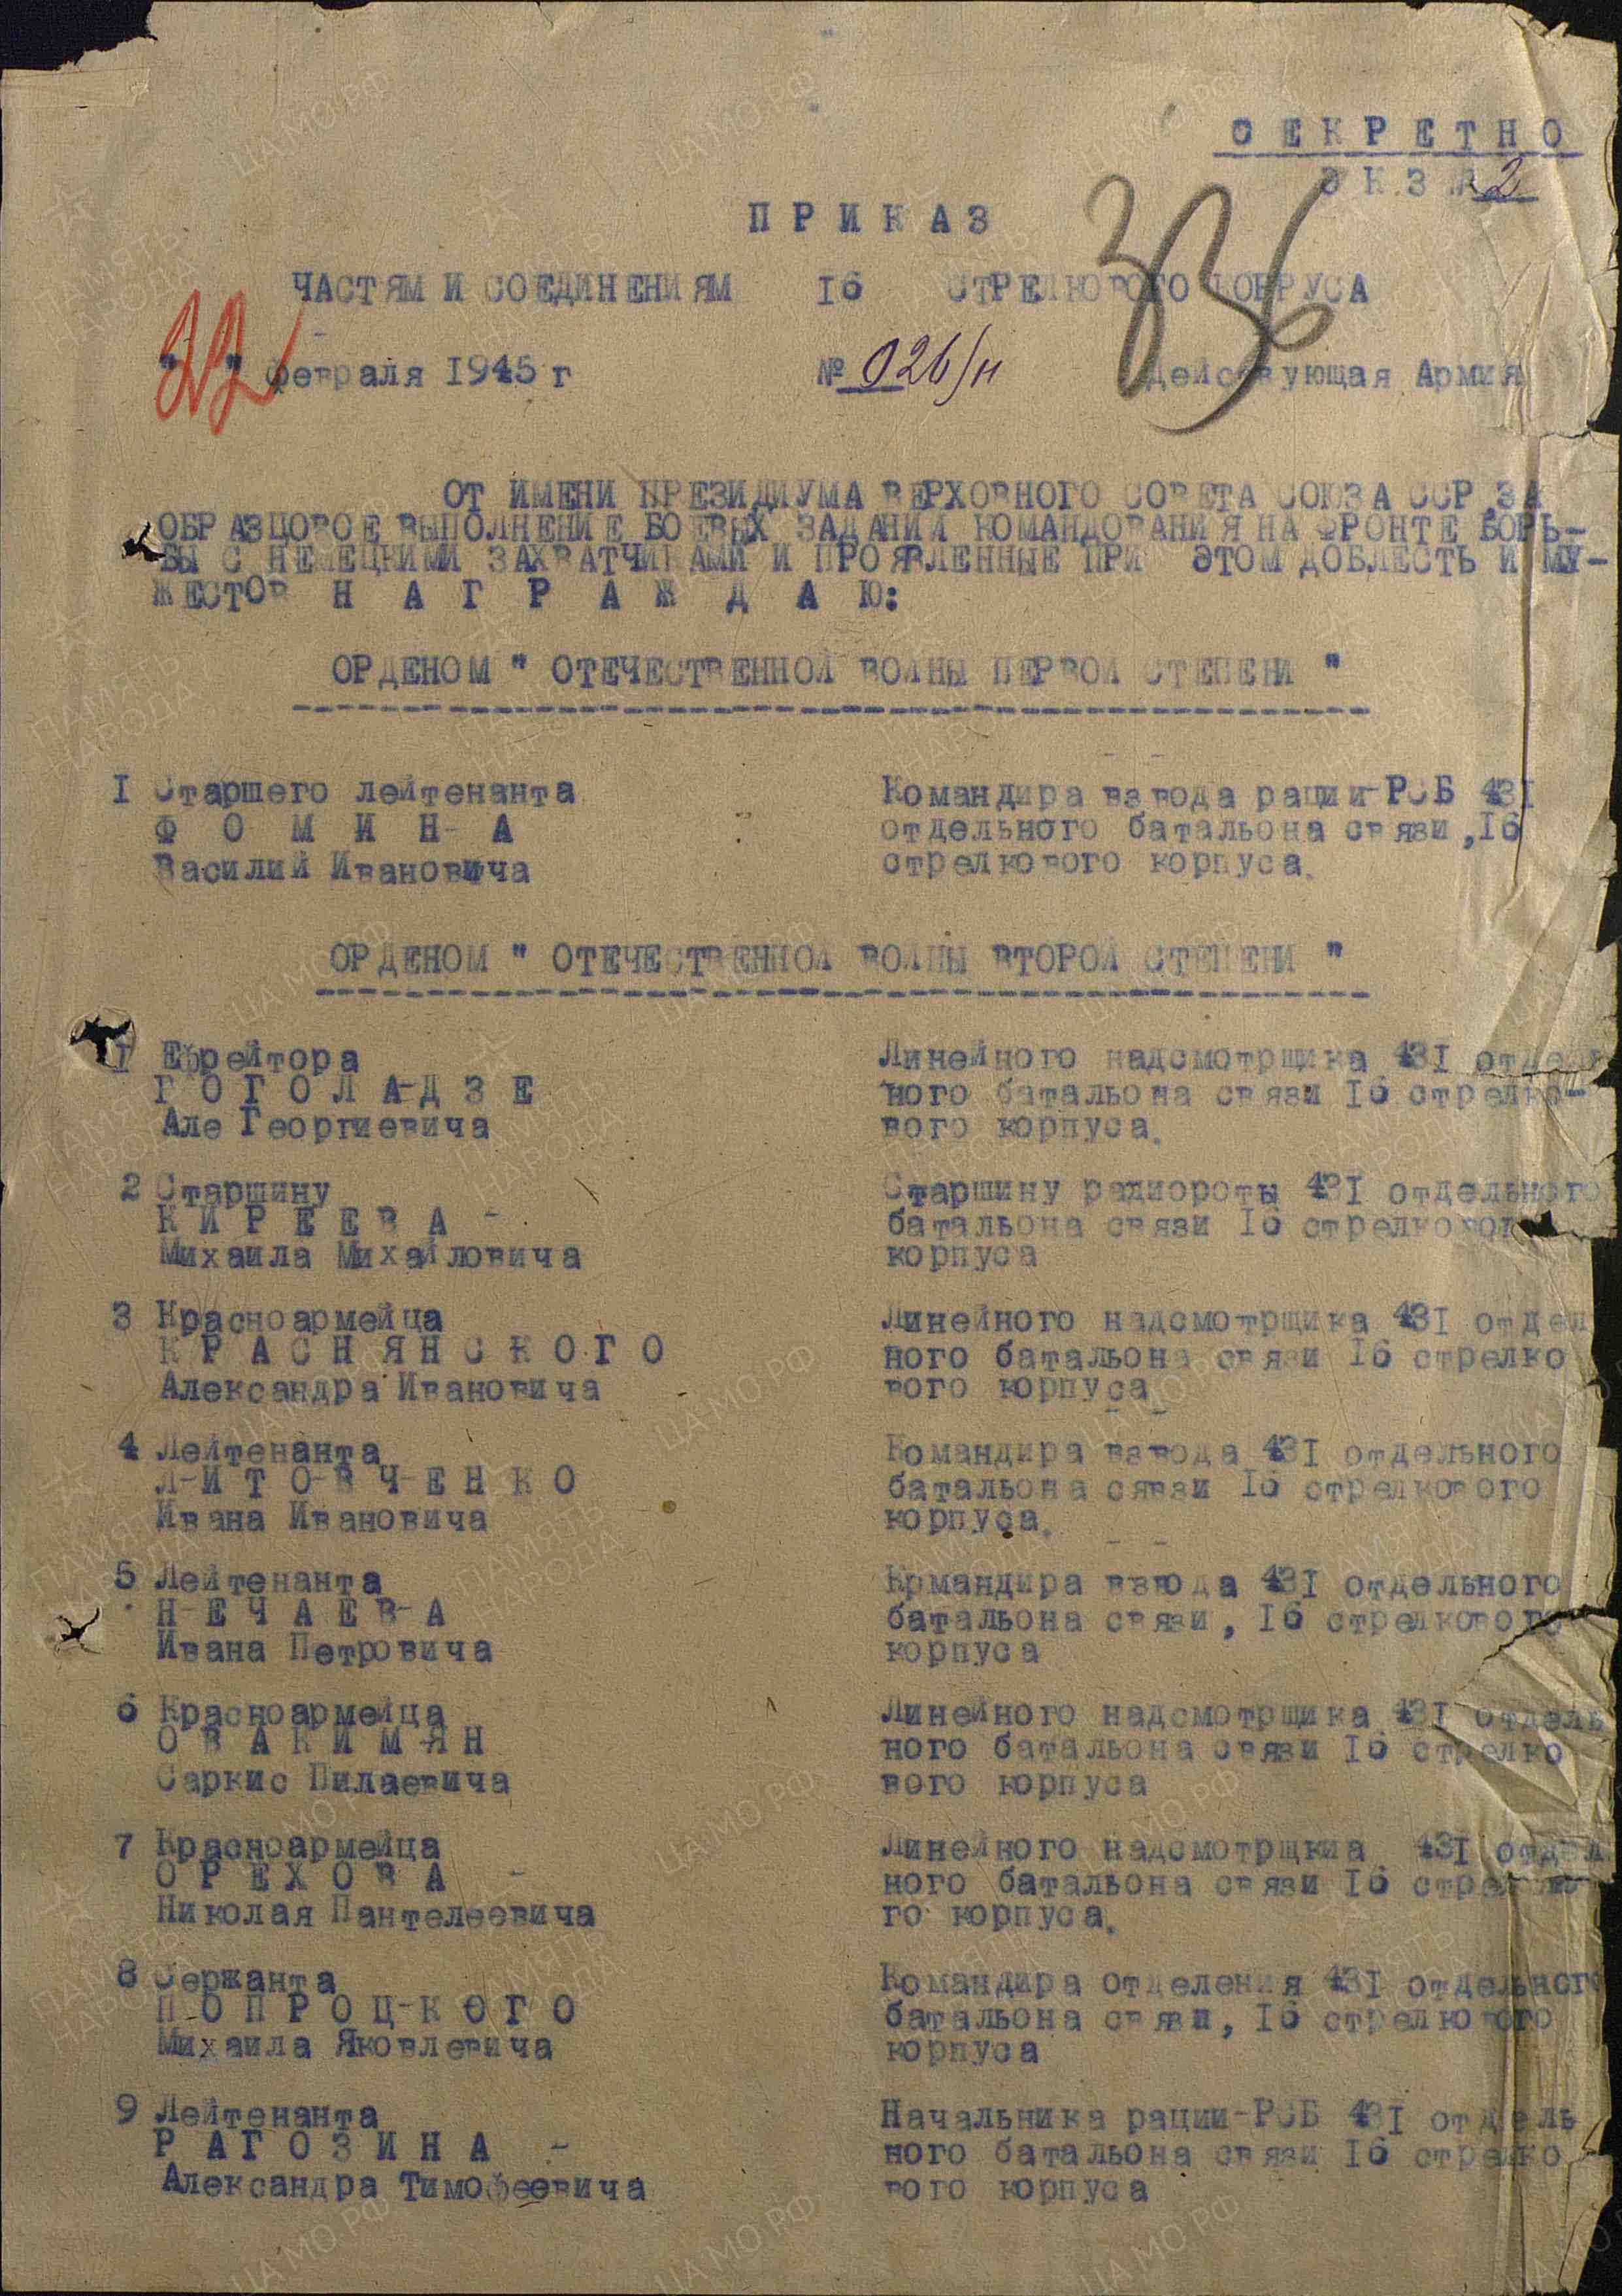 СЕКРЕТНО
ЭКЗ № 2
336
ПРИКАЗ
ЧАСТЯМ И СОЕДИНЕНИЯМ 16 СТРЕЛКОВОГО КОРПУСА
"22" февраля 1945 г № 026/н Действующая Армия
ОТ ИМЕНИ ПРЕЗИДИУМА ВЕРХОВНОГО СОВЕТА СОЮЗА ССР, ЗА
ОБРАЗЦОВОЕ ВЫПОЛНЕНИЕ БОЕВЫХ ЗАДАНИЙ КОМАНДОВАНИЯ НА ФРОНТЕ БОРЬ-
БЫ С НЕМЕЦКИМИ ЗАХВАТЧИКАМИ И ПРОЯВЛЕННЫЕ ПРИ ЭТОМ ДОБЛЕСТЬ И МУ-
ЖЕСТОВ Н А Г Р А Ж Д А Ю:
ОРДЕНОМ " ОТЕЧЕСТВЕННОЙ ВОЙНЫ ПЕРВОЙ СТЕПЕНИ "
1 Старшего лейтенанта Командира взвода рации-РСБ 431
Ф О М И Н А отдельного батальона связи, 16
Василий Ивановича стрелкового корпуса.
ОРДЕНОМ " ОТЕЧЕСТВЕННОЙ ВОЙНЫ ВТОРОЙ СТЕПЕНИ "
1 Ефрейтора Линейного надсмотрщика 431 отдель
Г О Г О Л А Д З Е ного батальона связи 16 стрелко-
Але Георгиевича вого корпуса.
2 Старшину Старшину радиороты 431 отдельного
К И Р Е Е В А - батальона связи 16 стрелкового
Михаила Михайловича корпуса
3 Красноармейца Линейного надсмотрщика 431 отдел
К Р А С Н Я Н С К О Г О ного батальона связи 16 стрелко
Александра Ивановича вого корпуса
4 Лейтенанта Командира взвода 431 отдельного
Л И Т О В Ч Е Н К О батальона сявзи 16 стрелкового
Ивана Ивановича корпуса.
5 Лейтенанта Крмандира взвода 431 отдельного
Н Е Ч А Е В А батальона связи, 16 стрелкового
Ивана Петровича корпуса
6 Красноармейца Линейного надсмотрщика 431 отдель
О В А К И М Я Н ного батальона связи 16 стрелко
Саркис Пилаевича вого корпуса
7 Красноармейца Линейного надсмотрщкиа 431 отдел
О Р Е Х О В А - ного батальона связи 16
Николая Пантелеевича го корпуса.
8 Сержанта Командира отделения 431 отдельного
П О П Р О Ц К О Г О батальона связи, 16 стрелкового
Михаила Яковлевича корпуса
9 Лейтенанта Начальника рации-РСБ 431 отдель
Р А Г О З И Н А - ного батальона связи 16 стрелко
Александра Тимофеевича вого корпуса